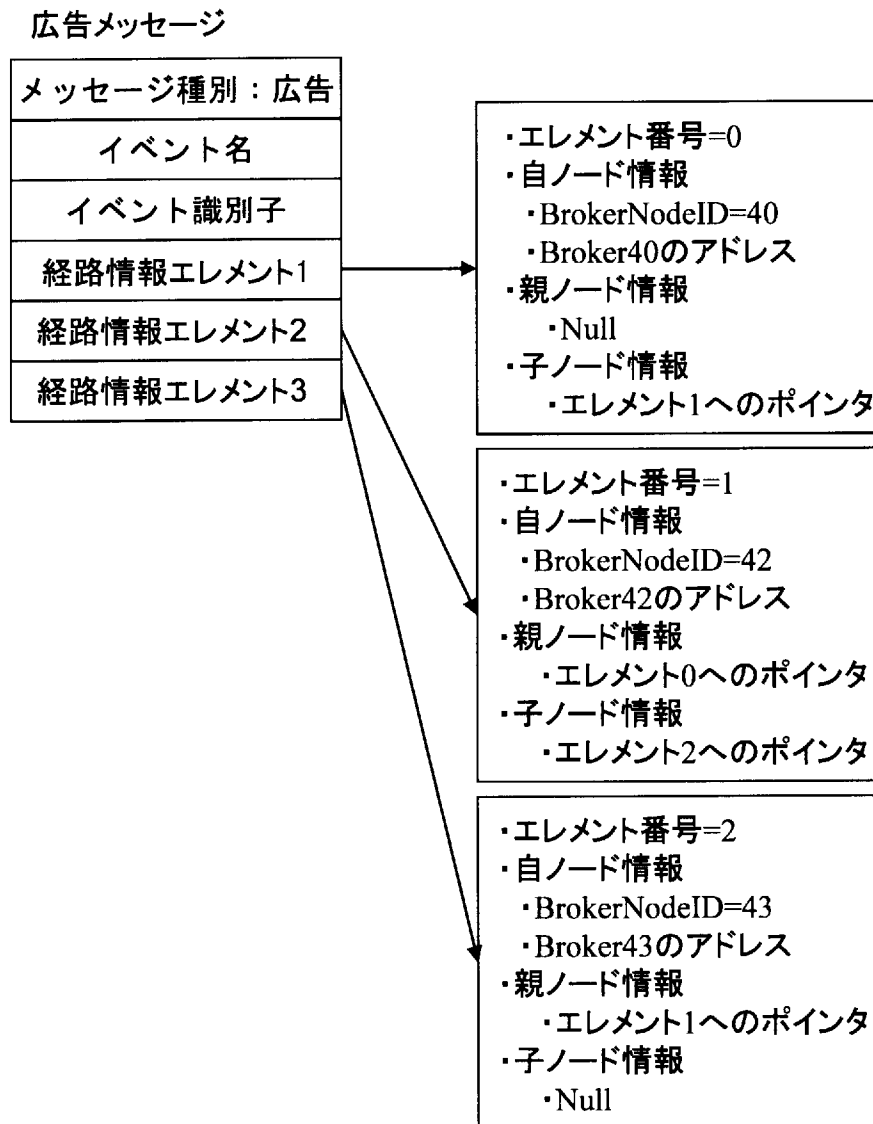 広告メッセージ
メッセージ種別：広告
イベント名
イベント識別子
経路情報エレメント1
経路情報エレメント2
経路情報エレメント3
・エレメント番号=0
・自ノード情報
・BrokerNodeID=40
・Broker40のアドレス
・親ノード情報
・Null
・子ノード情報
・エレメント1へのポインタ
・エレメント番号=1
・自ノード情報
・BrokerNodeID=42
・Broker42のアドレス
・親ノード情報
・エレメント0へのポインタ
・子ノード情報
・エレメント2へのポインタ
・エレメント番号=2
・自ノード情報
・BrokerNodeID=43
・Broker43のアドレス
・親ノード情報
・エレメント1へのポインタ
・子ノード情報
・Null